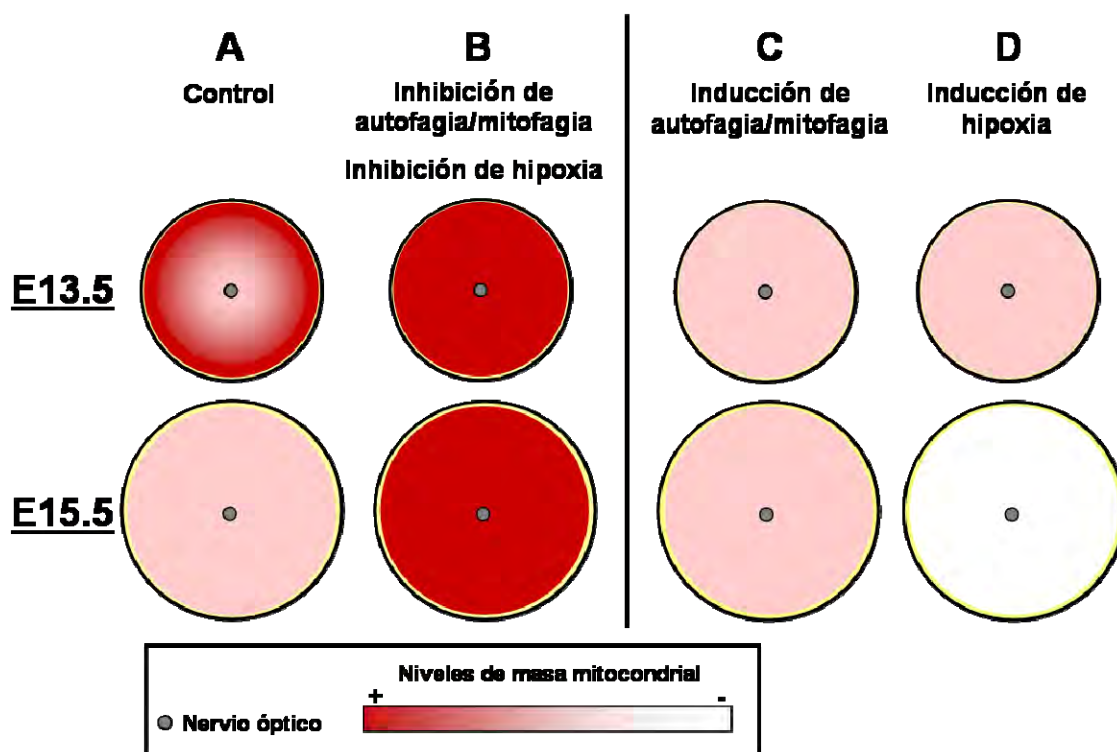 A
B
C
D
Control
Inhibición de
autofagia/mitofagia
Inhibición de hipoxia
Inducción de
autofagia/mitofagia
Inducción de
hipoxia
E13.5
E15.5
Niveles de masa mitocondrial
+
-
Nervio óptico